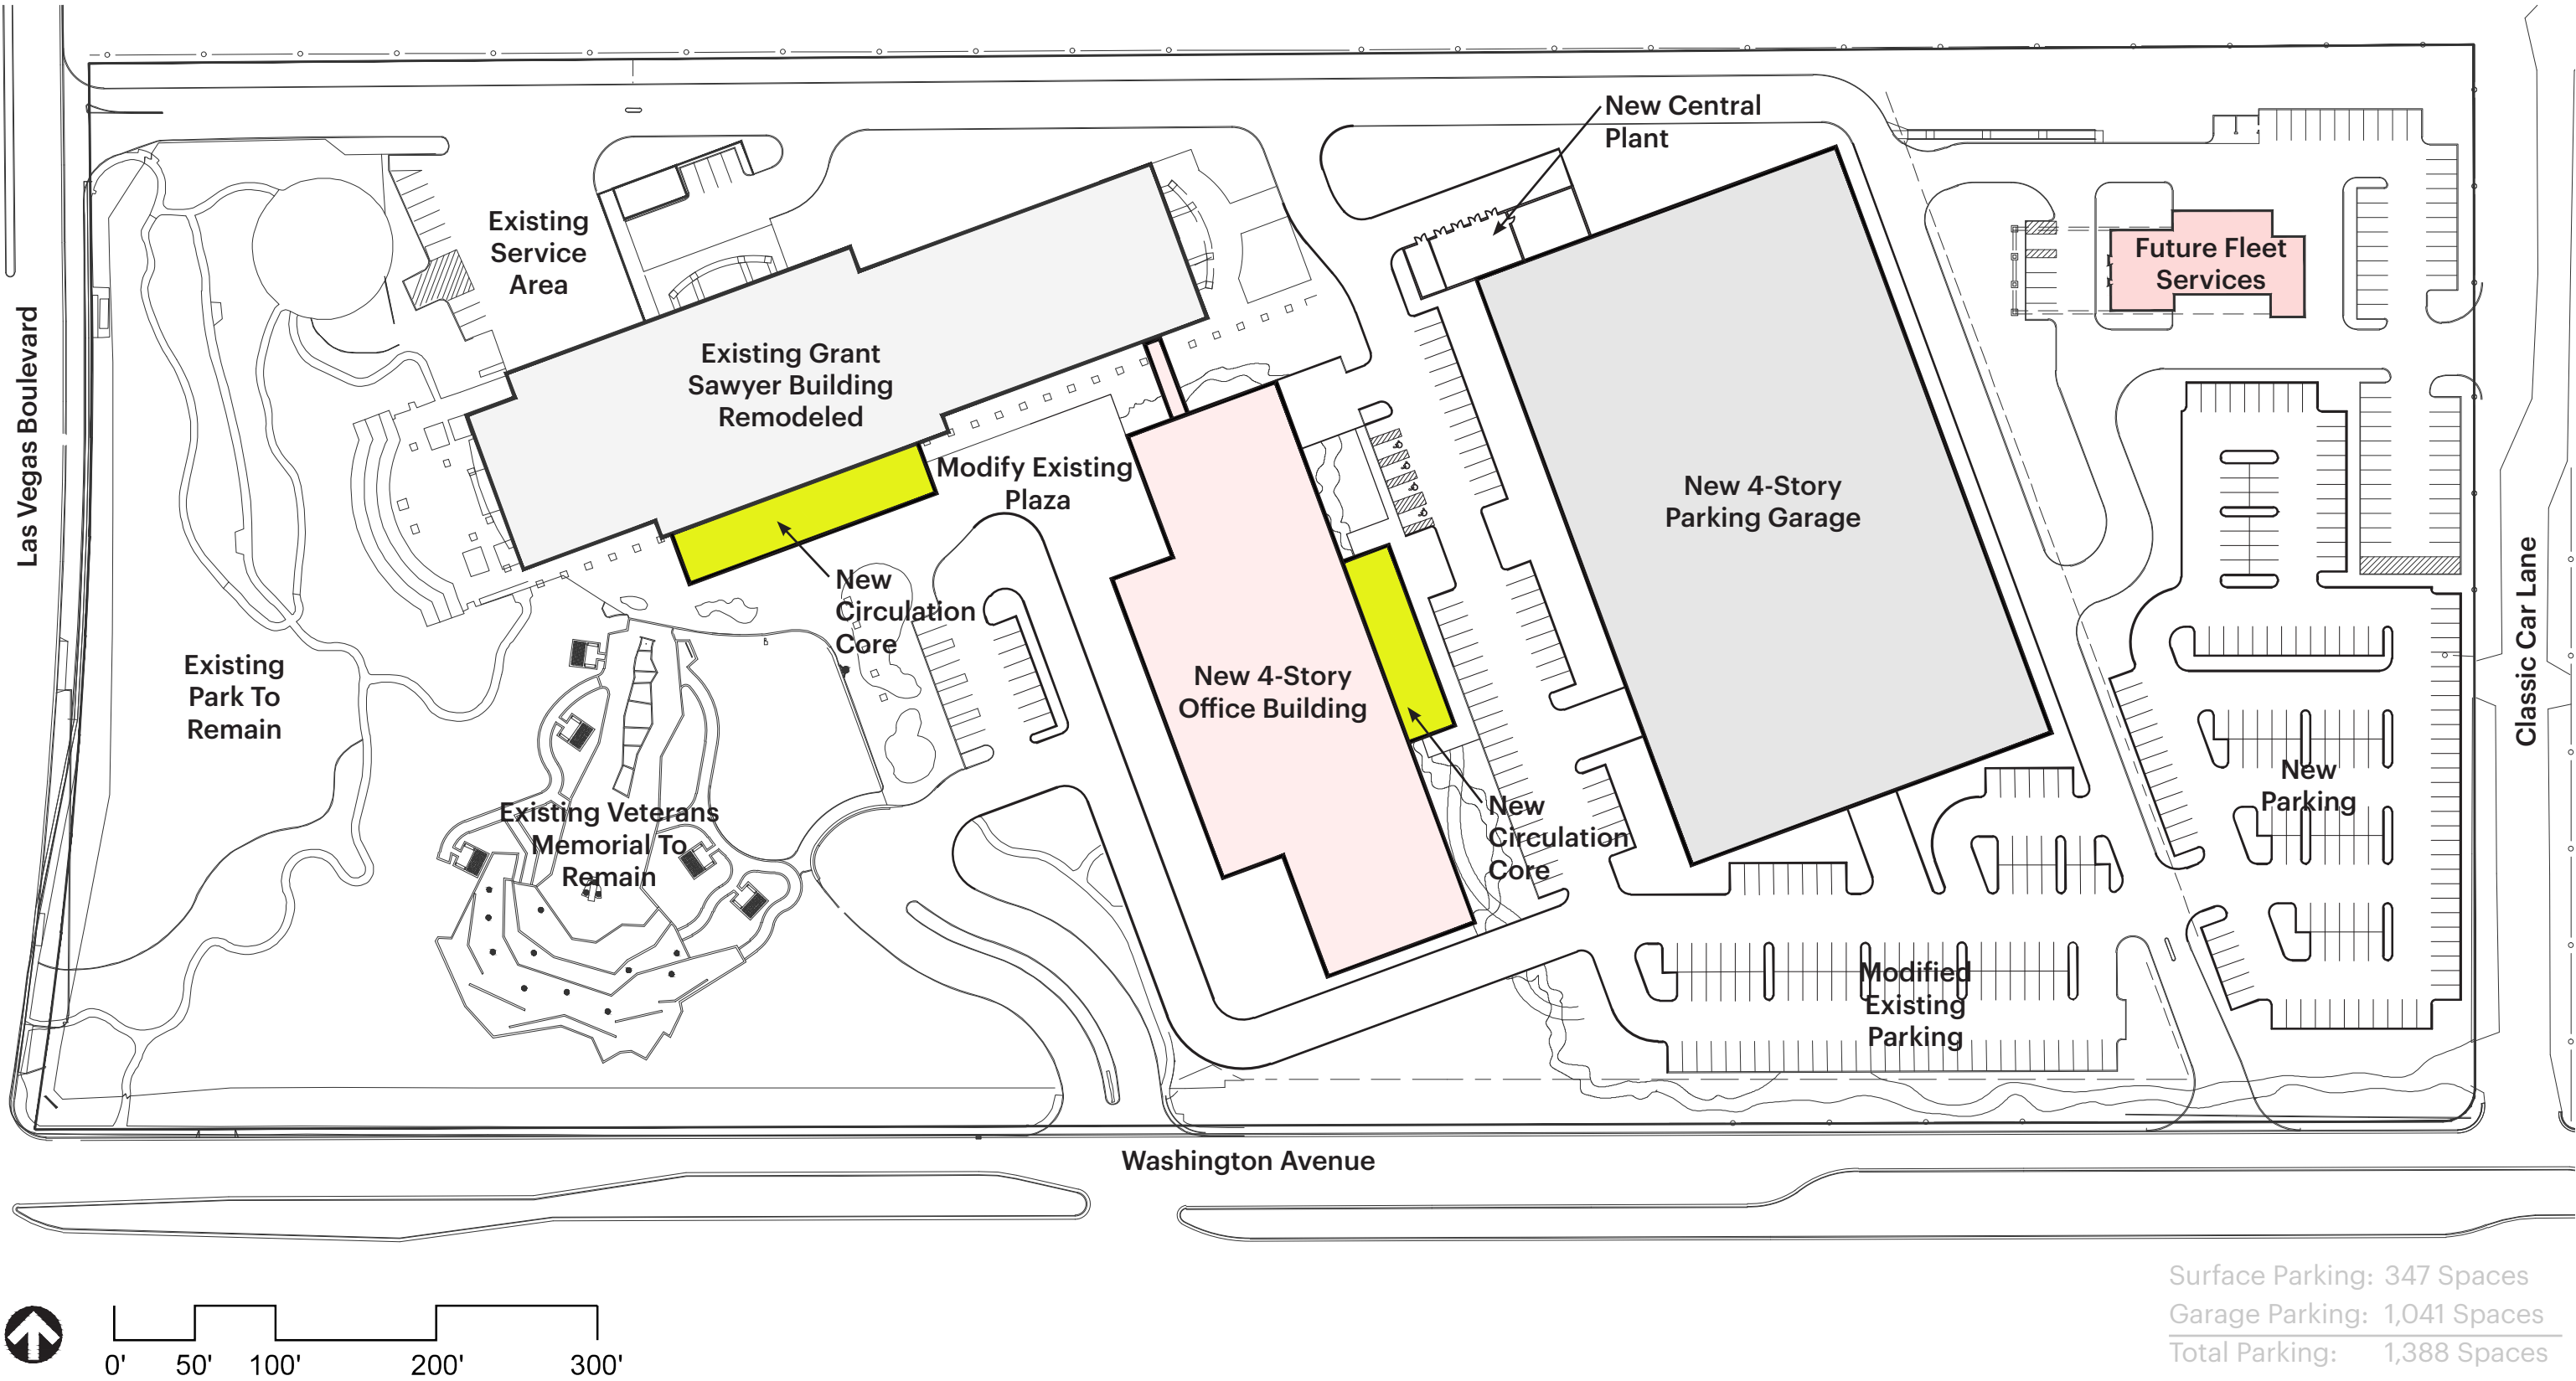 New Central
Plant
Existing
Service
Area
Future Fleet
Services
Existing Grant
Sawyer Building
Remodeled
Las Vegas Boulevard
Modify Existing
Plaza
New 4-Story
Parking Garage
New
Circulation
Core
Classic Car Lane
Existing
Park To
Remain
New 4-Story
Office Building
New
Parking
Existing Veterans
Memorial To
Remain
New
Circulation
Core
Modified
Existing
Parking
Washington Avenue
Surface Parking: 347 Spaces
Garage Parking: 1,041 Spaces
Total Parking: 1,388 Spaces
0' 50' 100' 200' 300'